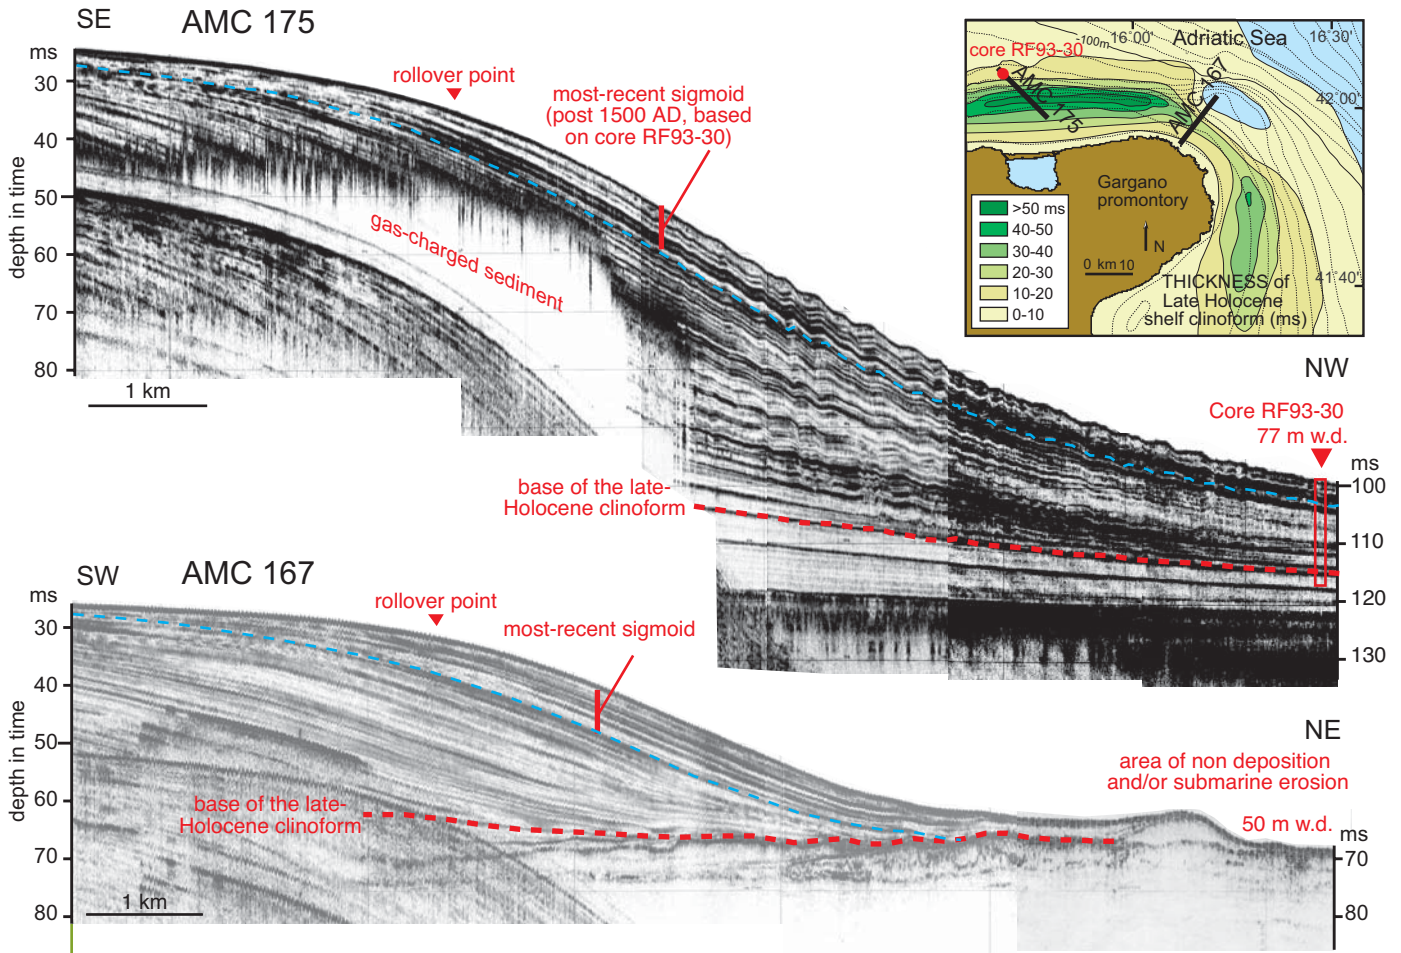 SE
AMC 175
ms
30
40
50
60
70
80
depth in time
1 km
rollover point
most-recent sigmoid
(post 1500 AD, based
on core RF93-30)
gas-charged sediment
base of the late-
Holocene clinoform
NW
Core RF93-30
77 m w.d.
ms
100
110
120
130
core RF93-30
-100m
16°00'
Adriatic Sea
16°30'
AMC 175
AMC 167
42°00'
Gargano
promontory
>50 ms
40-50
30-40
20-30
10-20
0-10
N
0 km 10
41°40'
THICKNESS of
Late Holocene
shelf clinoform (ms)
SW
AMC 167
ms
30
40
50
60
70
80
depth in time
1 km
rollover point
most-recent sigmoid
base of the late-
Holocene clinoform
NE
area of non deposition
and/or submarine erosion
50 m w.d.
ms
70
80